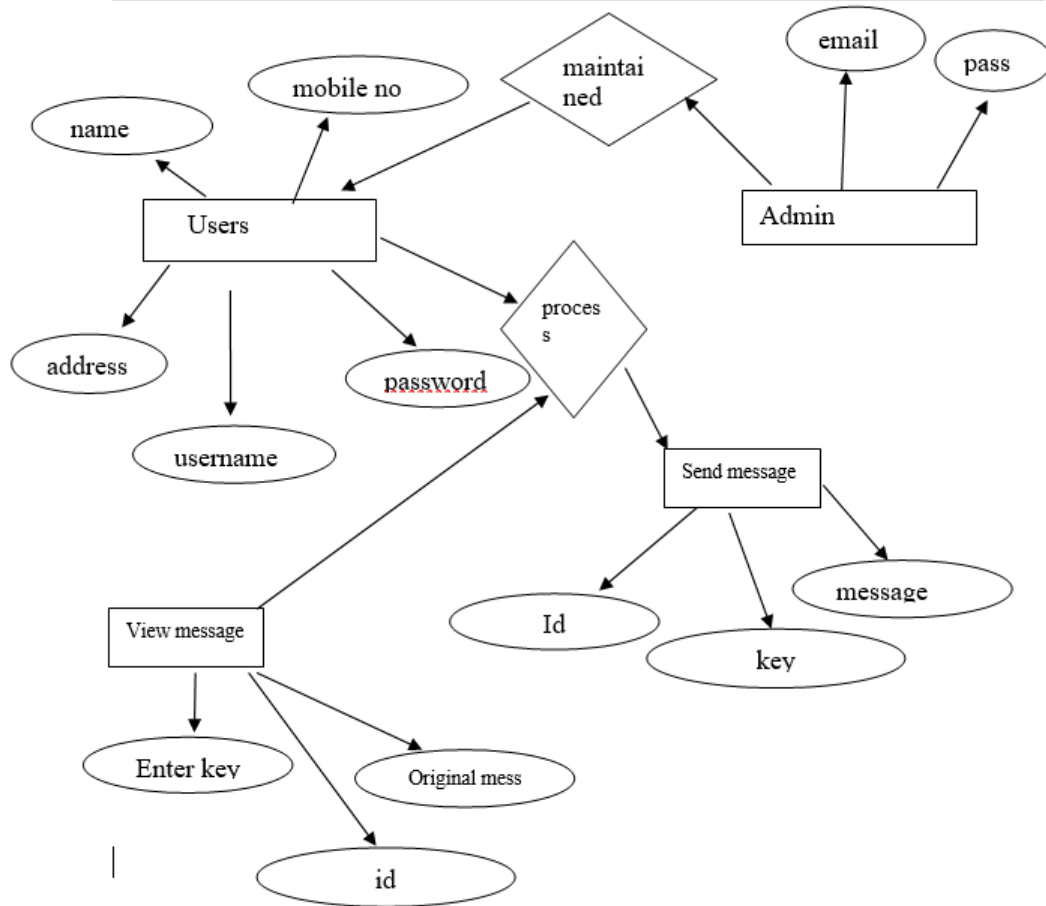 email
maintai
ned
pass
mobile no
name
Users
Admin
proces
s
address
password
username
Send message
message
Id
key
View message
Enter key
Original mess
id